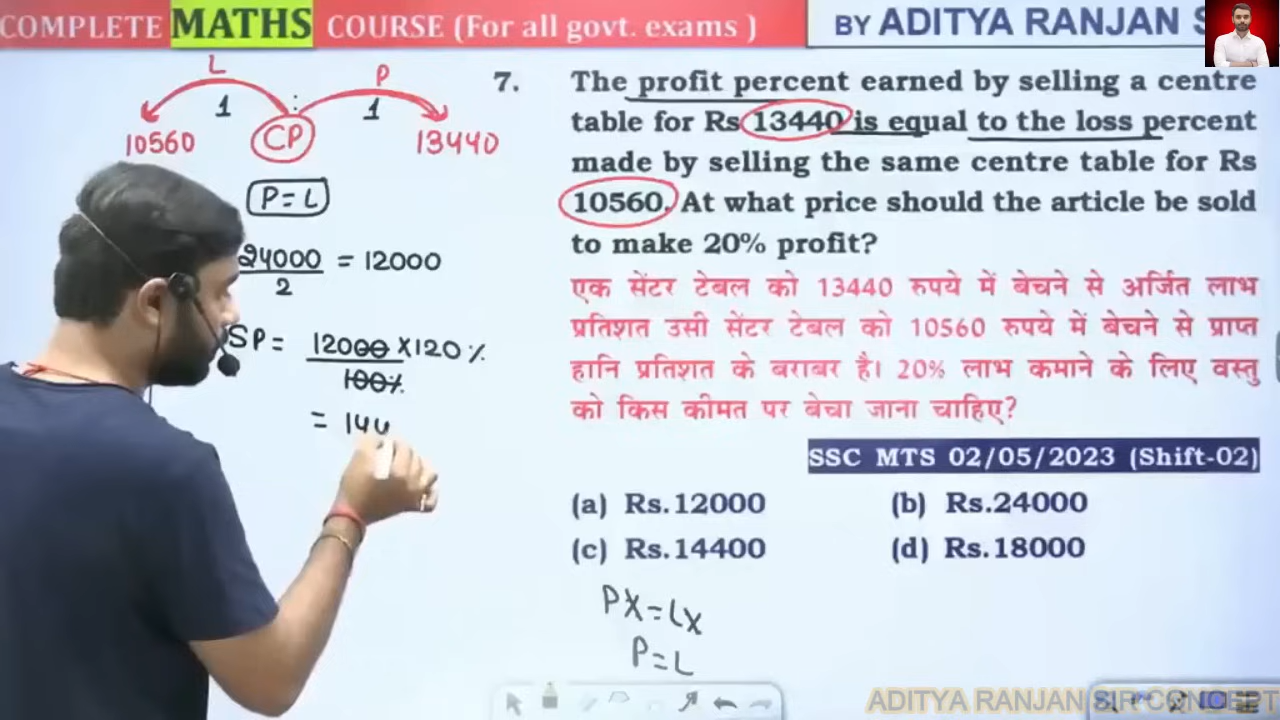 COMPLETE MATHS COURSE (For all govt. exams )
BY ADITYA RANJAN
L
P
1
:
1
10560
CP
13440
P = L
24000
2
= 12000
SP =
12000 × 120 %
100%
= 144
7. The profit percent earned by selling a centre
table for Rs 13440 is equal to the loss percent
made by selling the same centre table for Rs
10560. At what price should the article be sold
to make 20% profit?
एक सेंटर टेबल को 13440 रुपये में बेचने से अर्जित लाभ
प्रतिशत उसी सेंटर टेबल को 10560 रुपये में बेचने से प्राप्त
हानि प्रतिशत के बराबर है। 20% लाभ कमाने के लिए वस्तु
को किस कीमत पर बेचा जाना चाहिए?
SSC MTS 02/05/2023 (Shift-02)
(a) Rs.12000
(b) Rs.24000
(c) Rs.14400
(d) Rs.18000
PX = LX
P = L
ADITYA RANJAN SIR CONCEPT